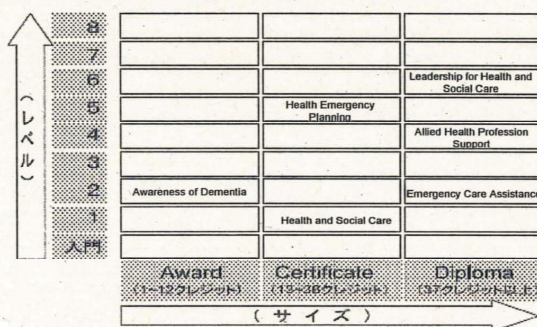 (レベル)
8
7
6
Leadership for Health and
Social Care
5
Health Emergency
Planning
4
Allied Health Profession
Support
3
2
Awareness of Dementia
Emergency Care Assistance
1
Health and Social Care
入門
Award
(1~12クレジット)
Certificate
(13~36クレジット)
Diploma
(37クレジット以上)
(サイズ)